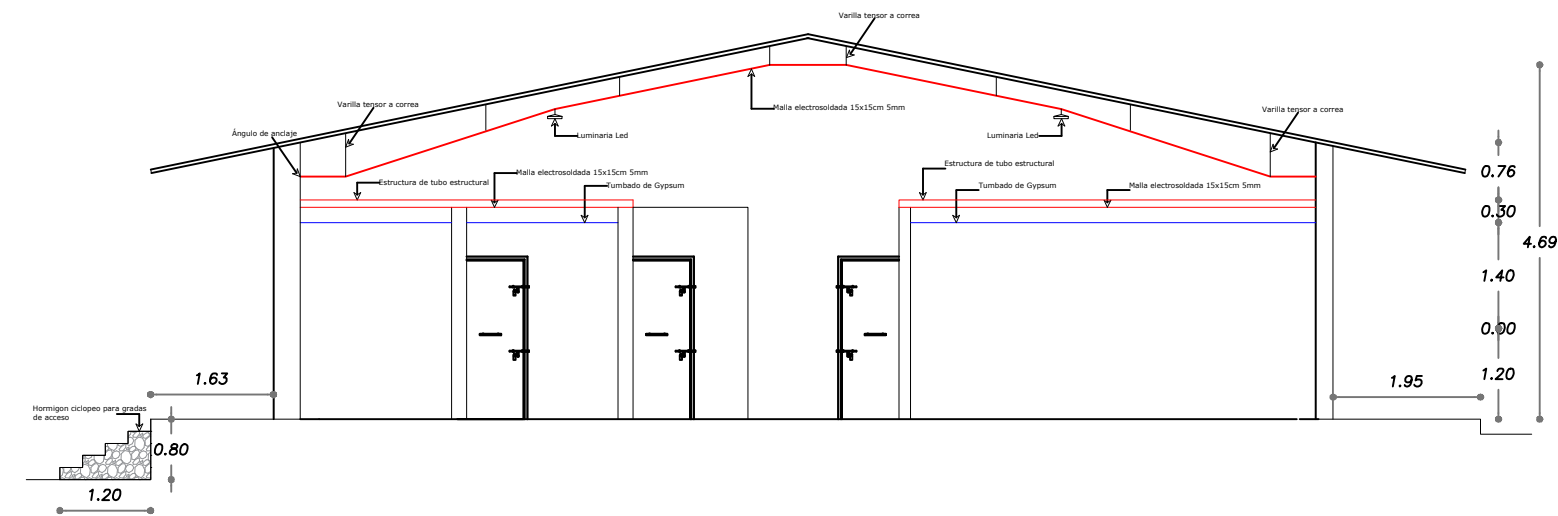 Varilla tensor a correa
Varilla tensor a correa
Malla electrosoldada 15x15cm 5mm
Varilla tensor a correa
Ángulo de anclaje
Luminaria Led
Luminaria Led
Estructura de tubo estructural
Malla electrosoldada 15x15cm 5mm
Tumbado de Gypsum
Estructura de tubo estructural
Tumbado de Gypsum
Malla electrosoldada 15x15cm 5mm
0.76
0.30
4.69
1.40
0.00
1.20
1.63
1.95
Hormigon ciclopeo para gradas
de acceso
0.80
1.20